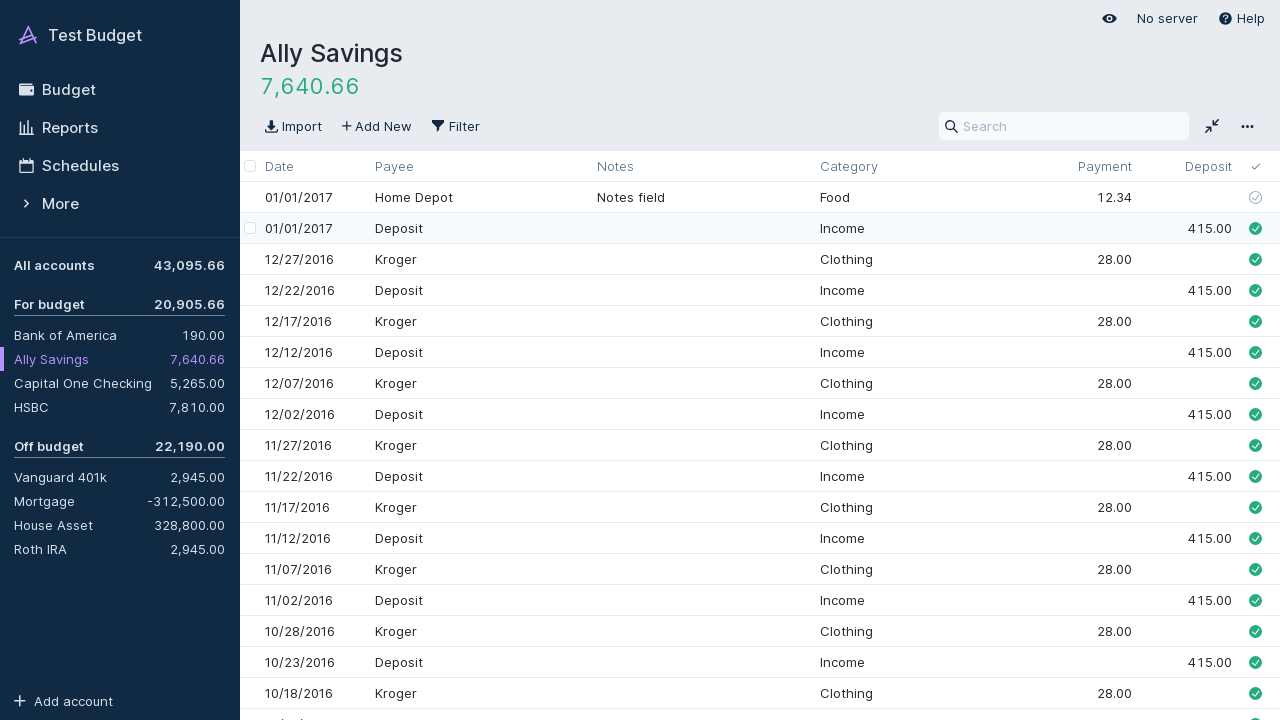 Test Budget
Budget
Reports
Schedules
More
All accounts 43,095.66
For budget 20,905.66
Bank of America 190.00
Ally Savings 7,640.66
Capital One Checking 5,265.00
HSBC 7,810.00
Off budget 22,190.00
Vanguard 401k 2,945.00
Mortgage -312,500.00
House Asset 328,800.00
Roth IRA 2,945.00
Add account
No server Help
Ally Savings
7,640.66
Import Add New Filter Search
Date Payee Notes Category Payment Deposit
01/01/2017 Home Depot Notes field Food 12.34
01/01/2017 Deposit Income 415.00
12/27/2016 Kroger Clothing 28.00
12/22/2016 Deposit Income 415.00
12/17/2016 Kroger Clothing 28.00
12/12/2016 Deposit Income 415.00
12/07/2016 Kroger Clothing 28.00
12/02/2016 Deposit Income 415.00
11/27/2016 Kroger Clothing 28.00
11/22/2016 Deposit Income 415.00
11/17/2016 Kroger Clothing 28.00
11/12/2016 Deposit Income 415.00
11/07/2016 Kroger Clothing 28.00
11/02/2016 Deposit Income 415.00
10/28/2016 Kroger Clothing 28.00
10/23/2016 Deposit Income 415.00
10/18/2016 Kroger Clothing 28.00